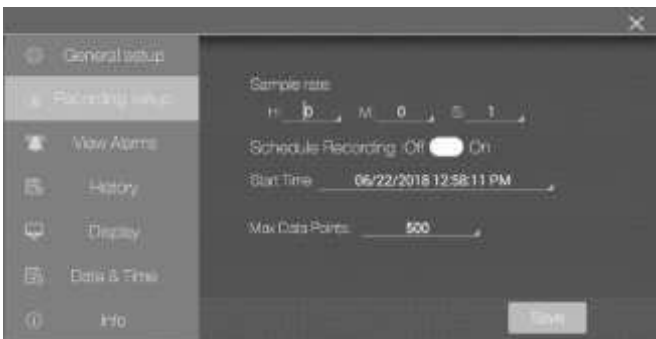 General setup
Recording setup
View Alarms
History
Display
Data & Time
Info
Sample rate:
H: 0 M: 0 S: 1
Schedule Recording: Off On
Start Time: 06/22/2018 12:58:11 PM
Max Data Points: 500
Save